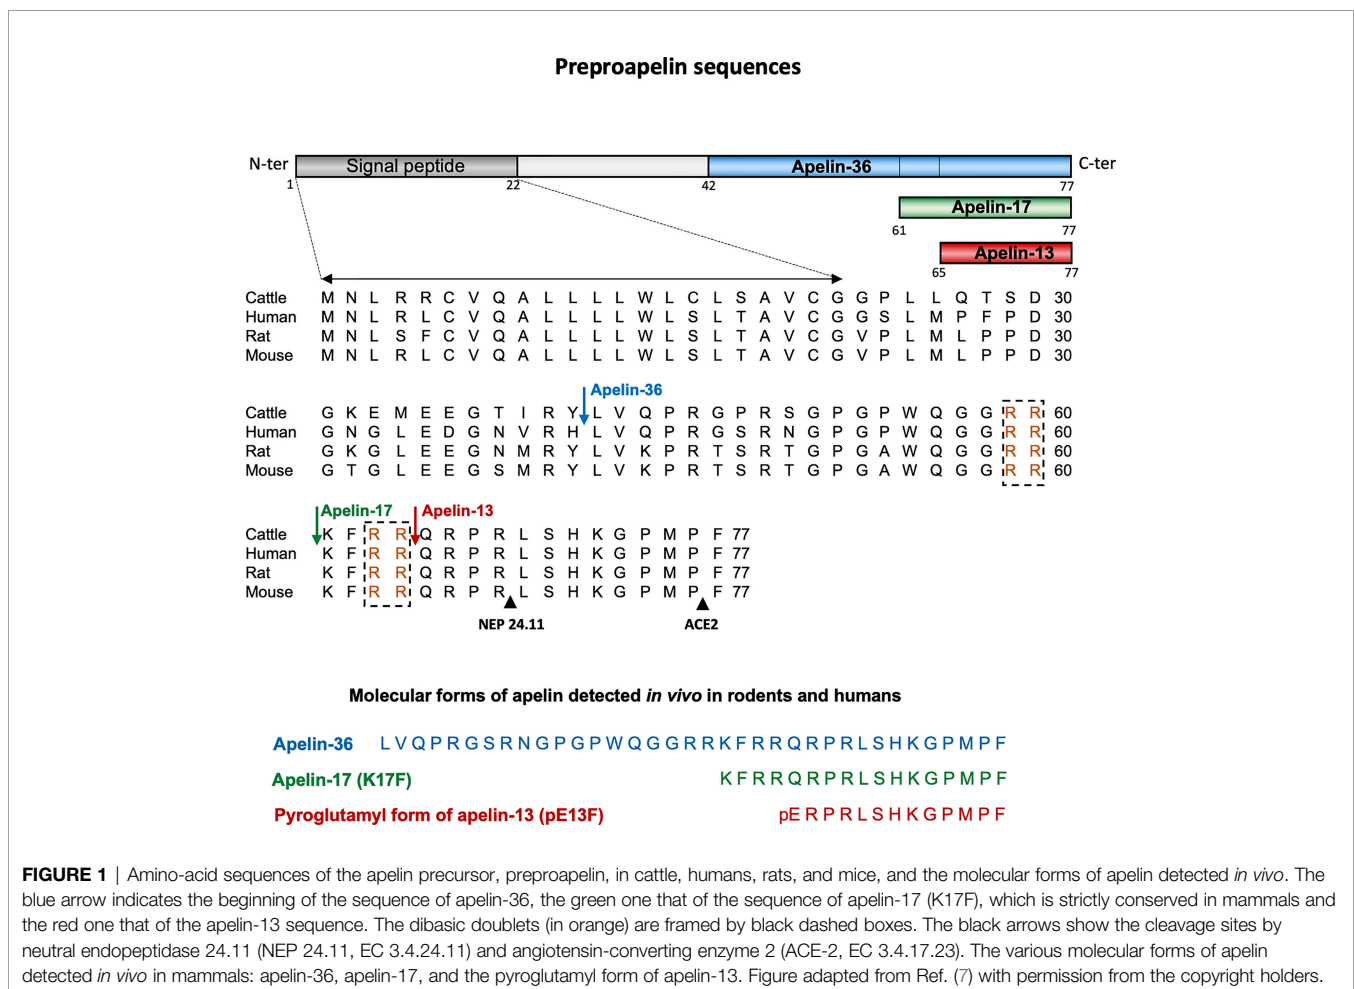 Preproapelin sequences
N-ter Signal peptide Apelin-36 C-ter
1 22 42 77
Apelin-17
61 77
Apelin-13
65 77
Cattle M N L R R C V Q A L L L L W L C L S A V C G G P L L Q T S D 30
Human M N L R L C V Q A L L L L W L S L T A V C G G S L M P F P D 30
Rat M N L S F C V Q A L L L L W L S L T A V C G V P L M L P P D 30
Mouse M N L R L C V Q A L L L L W L S L T A V C G V P L M L P P D 30
Apelin-36
Cattle G K E M E E G T I R Y L V Q P R G P R S G P G P W Q G G R R 60
Human G N G L E D G N V R H L V Q P R G S R N G P G P W Q G G R R 60
Rat G K G L E E G N M R Y L V K P R T S R T G P G A W Q G G R R 60
Mouse G T G L E E G S M R Y L V K P R T S R T G P G A W Q G G R R 60
Apelin-17 Apelin-13
Cattle K F R R Q R P R L S H K G P M P F 77
Human K F R R Q R P R L S H K G P M P F 77
Rat K F R R Q R P R L S H K G P M P F 77
Mouse K F R R Q R P R L S H K G P M P F 77
NEP 24.11 ACE2
Molecular forms of apelin detected in vivo in rodents and humans
Apelin-36 L V Q P R G S R N G P G P W Q G G R R K F R R Q R P R L S H K G P M P F
Apelin-17 (K17F) K F R R Q R P R L S H K G P M P F
Pyroglutamyl form of apelin-13 (pE13F) pE R P R L S H K G P M P F
FIGURE 1 | Amino-acid sequences of the apelin precursor, preproapelin, in cattle, humans, rats, and mice, and the molecular forms of apelin detected in vivo. The
blue arrow indicates the beginning of the sequence of apelin-36, the green one that of the sequence of apelin-17 (K17F), which is strictly conserved in mammals and
the red one that of the apelin-13 sequence. The dibasic doublets (in orange) are framed by black dashed boxes. The black arrows show the cleavage sites by
neutral endopeptidase 24.11 (NEP 24.11, EC 3.4.24.11) and angiotensin-converting enzyme 2 (ACE-2, EC 3.4.17.23). The various molecular forms of apelin
detected in vivo in mammals: apelin-36, apelin-17, and the pyroglutamyl form of apelin-13. Figure adapted from Ref. (7) with permission from the copyright holders.